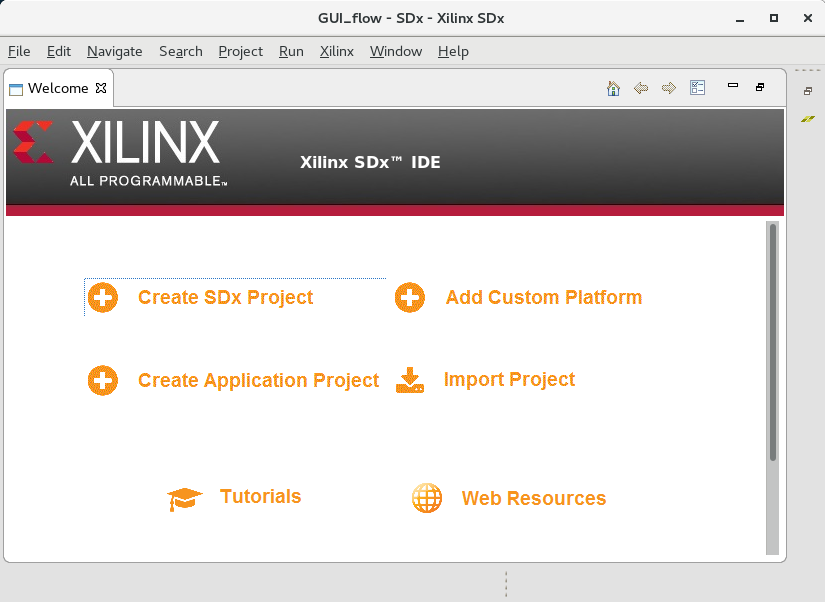 GUI_flow - SDx - Xilinx SDx
File Edit Navigate Search Project Run Xilinx Window Help
Welcome
XILINX
ALL PROGRAMMABLE™
Xilinx SDx™ IDE
Create SDx Project
Add Custom Platform
Create Application Project
Import Project
Tutorials
Web Resources